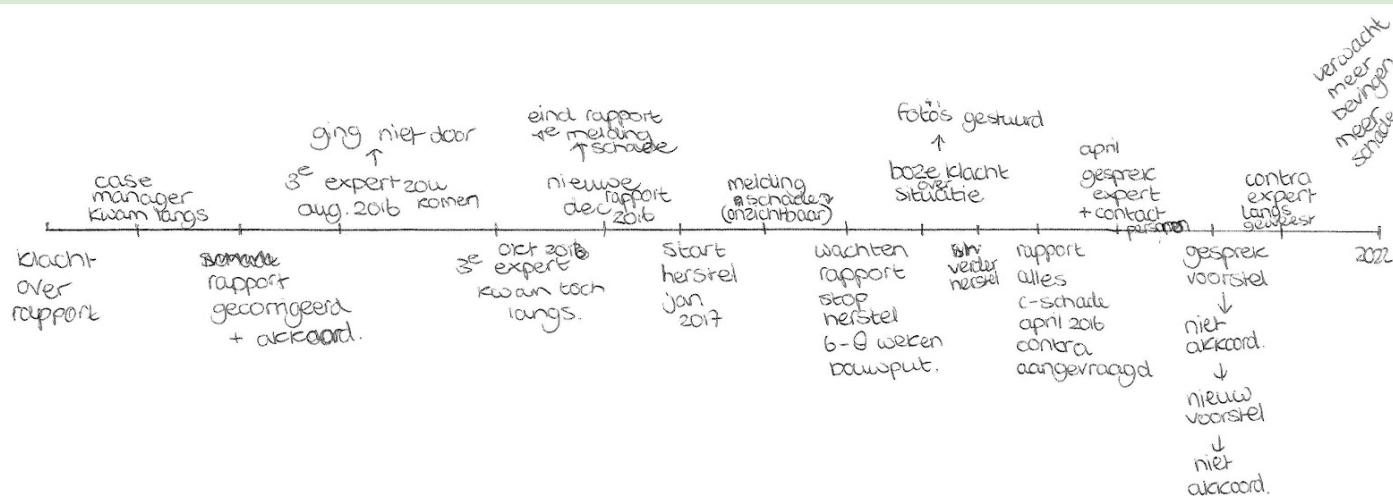 klacht
over
rapport
case
manager
kwam langs
rapport
gecorrigeerd
+ akkoord.
ging niet door
↑
3e expert zou
aug. 2016 komen
okt 2016
3e expert
kwam toch
langs.
eind rapport
1e melding
↑ schade
nieuwe
rapport
dec 2016
start
herstel
jan
2017
melding
schade
(onzichtbaar)
wachten
rapport
stop
herstel
6-8 weken
bouwput.
foto's gestuurd
↑
boze klacht
over
situatie
verder
herstel
rapport
alles
c-schade
april 2016
contra
aangevraagd
april
gesprek
expert
+ contact
personen
gesprek
voorstel
↓
niet
akkoord.
↓
nieuw
voorstel
↓
niet
akkoord.
contra
expert
langs
geweest
verwacht
meer
bevingen
meer
schade
2022